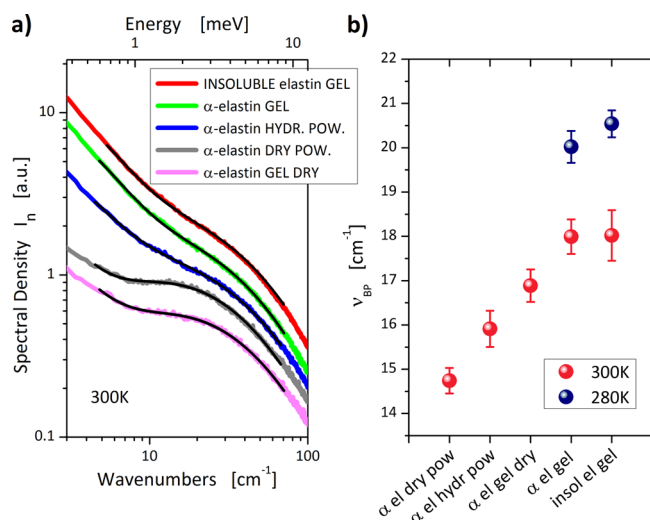 a)
Energy [meV]
1
10
10
1
0.1
Spectral Density Iₙ [a.u.]
INSOLUBLE elastin GEL
α-elastin GEL
α-elastin HYDR. POW.
α-elastin DRY POW.
α-elastin GEL DRY
300K
10
100
Wavenumbers [cm⁻¹]
b)
22
21
20
19
18
17
16
15
14
ν_BP [cm⁻¹]
300K
280K
α el dry pow
α el hydr pow
α el gel dry
α el gel
insol el gel